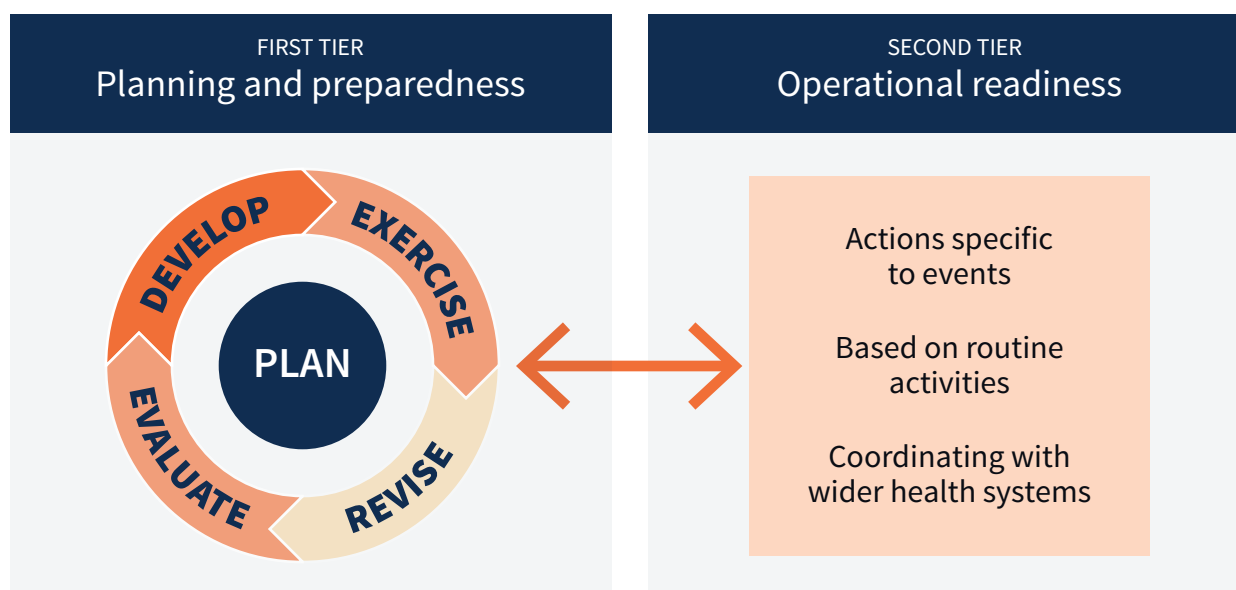 FIRST TIER
Planning and preparedness
DEVELOP
EXERCISE
REVISE
EVALUATE
PLAN
SECOND TIER
Operational readiness
Actions specific
to events
Based on routine
activities
Coordinating with
wider health systems